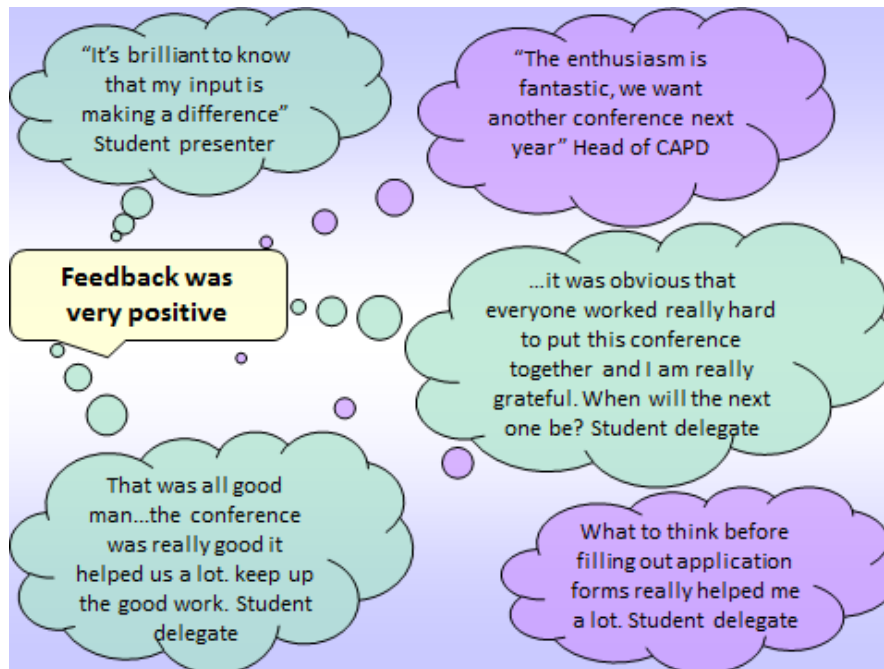 “It’s brilliant to know
that my input is
making a difference”
Student presenter
“The enthusiasm is
fantastic, we want
another conference next
year” Head of CAPD
Feedback was
very positive
…it was obvious that
everyone worked really hard
to put this conference
together and I am really
grateful. When will the next
one be? Student delegate
That was all good
man…the conference
was really good it
helped us a lot. keep up
the good work. Student
delegate
What to think before
filling out application
forms really helped me
a lot. Student delegate